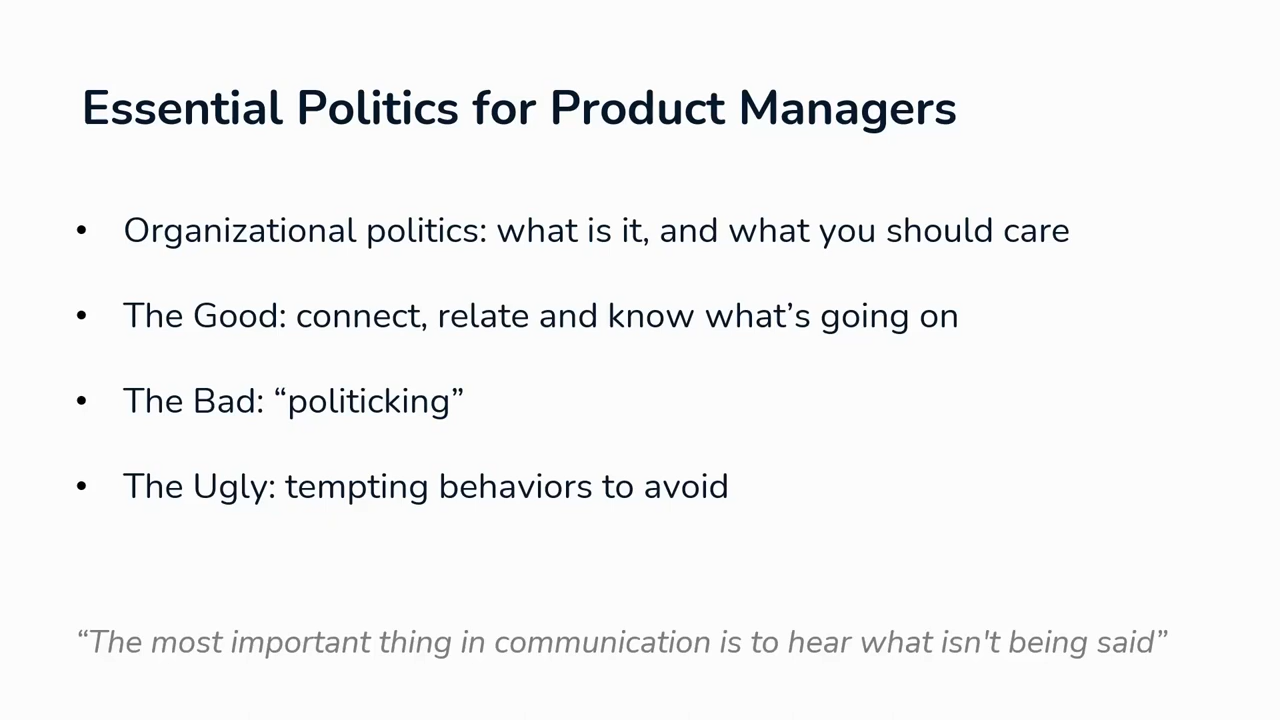 Essential Politics for Product Managers
• Organizational politics: what is it, and what you should care
• The Good: connect, relate and know what’s going on
• The Bad: “politicking”
• The Ugly: tempting behaviors to avoid
“The most important thing in communication is to hear what isn't being said”